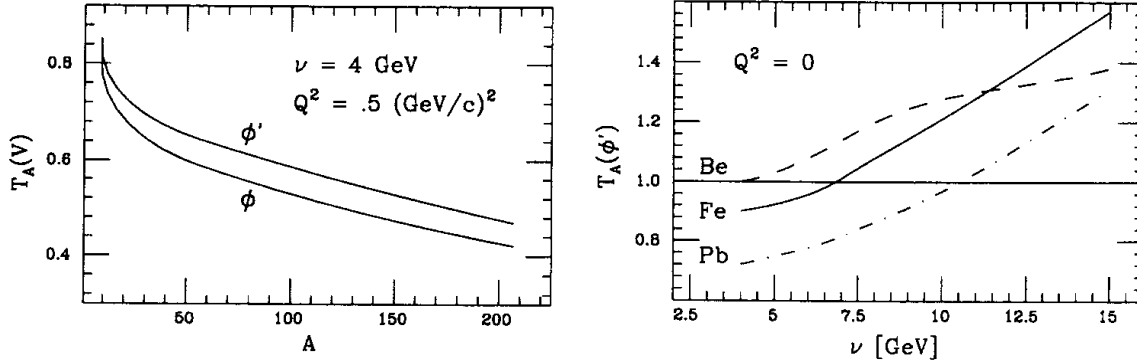 0.8
0.6
0.4
T_A(V)
ν = 4 GeV
Q² = .5 (GeV/c)²
ϕ'
ϕ
50
100
150
200
A
1.4
1.2
1.0
0.8
T_A(ϕ')
Q² = 0
Be
Fe
Pb
2.5
5
7.5
10
12.5
15
ν [GeV]